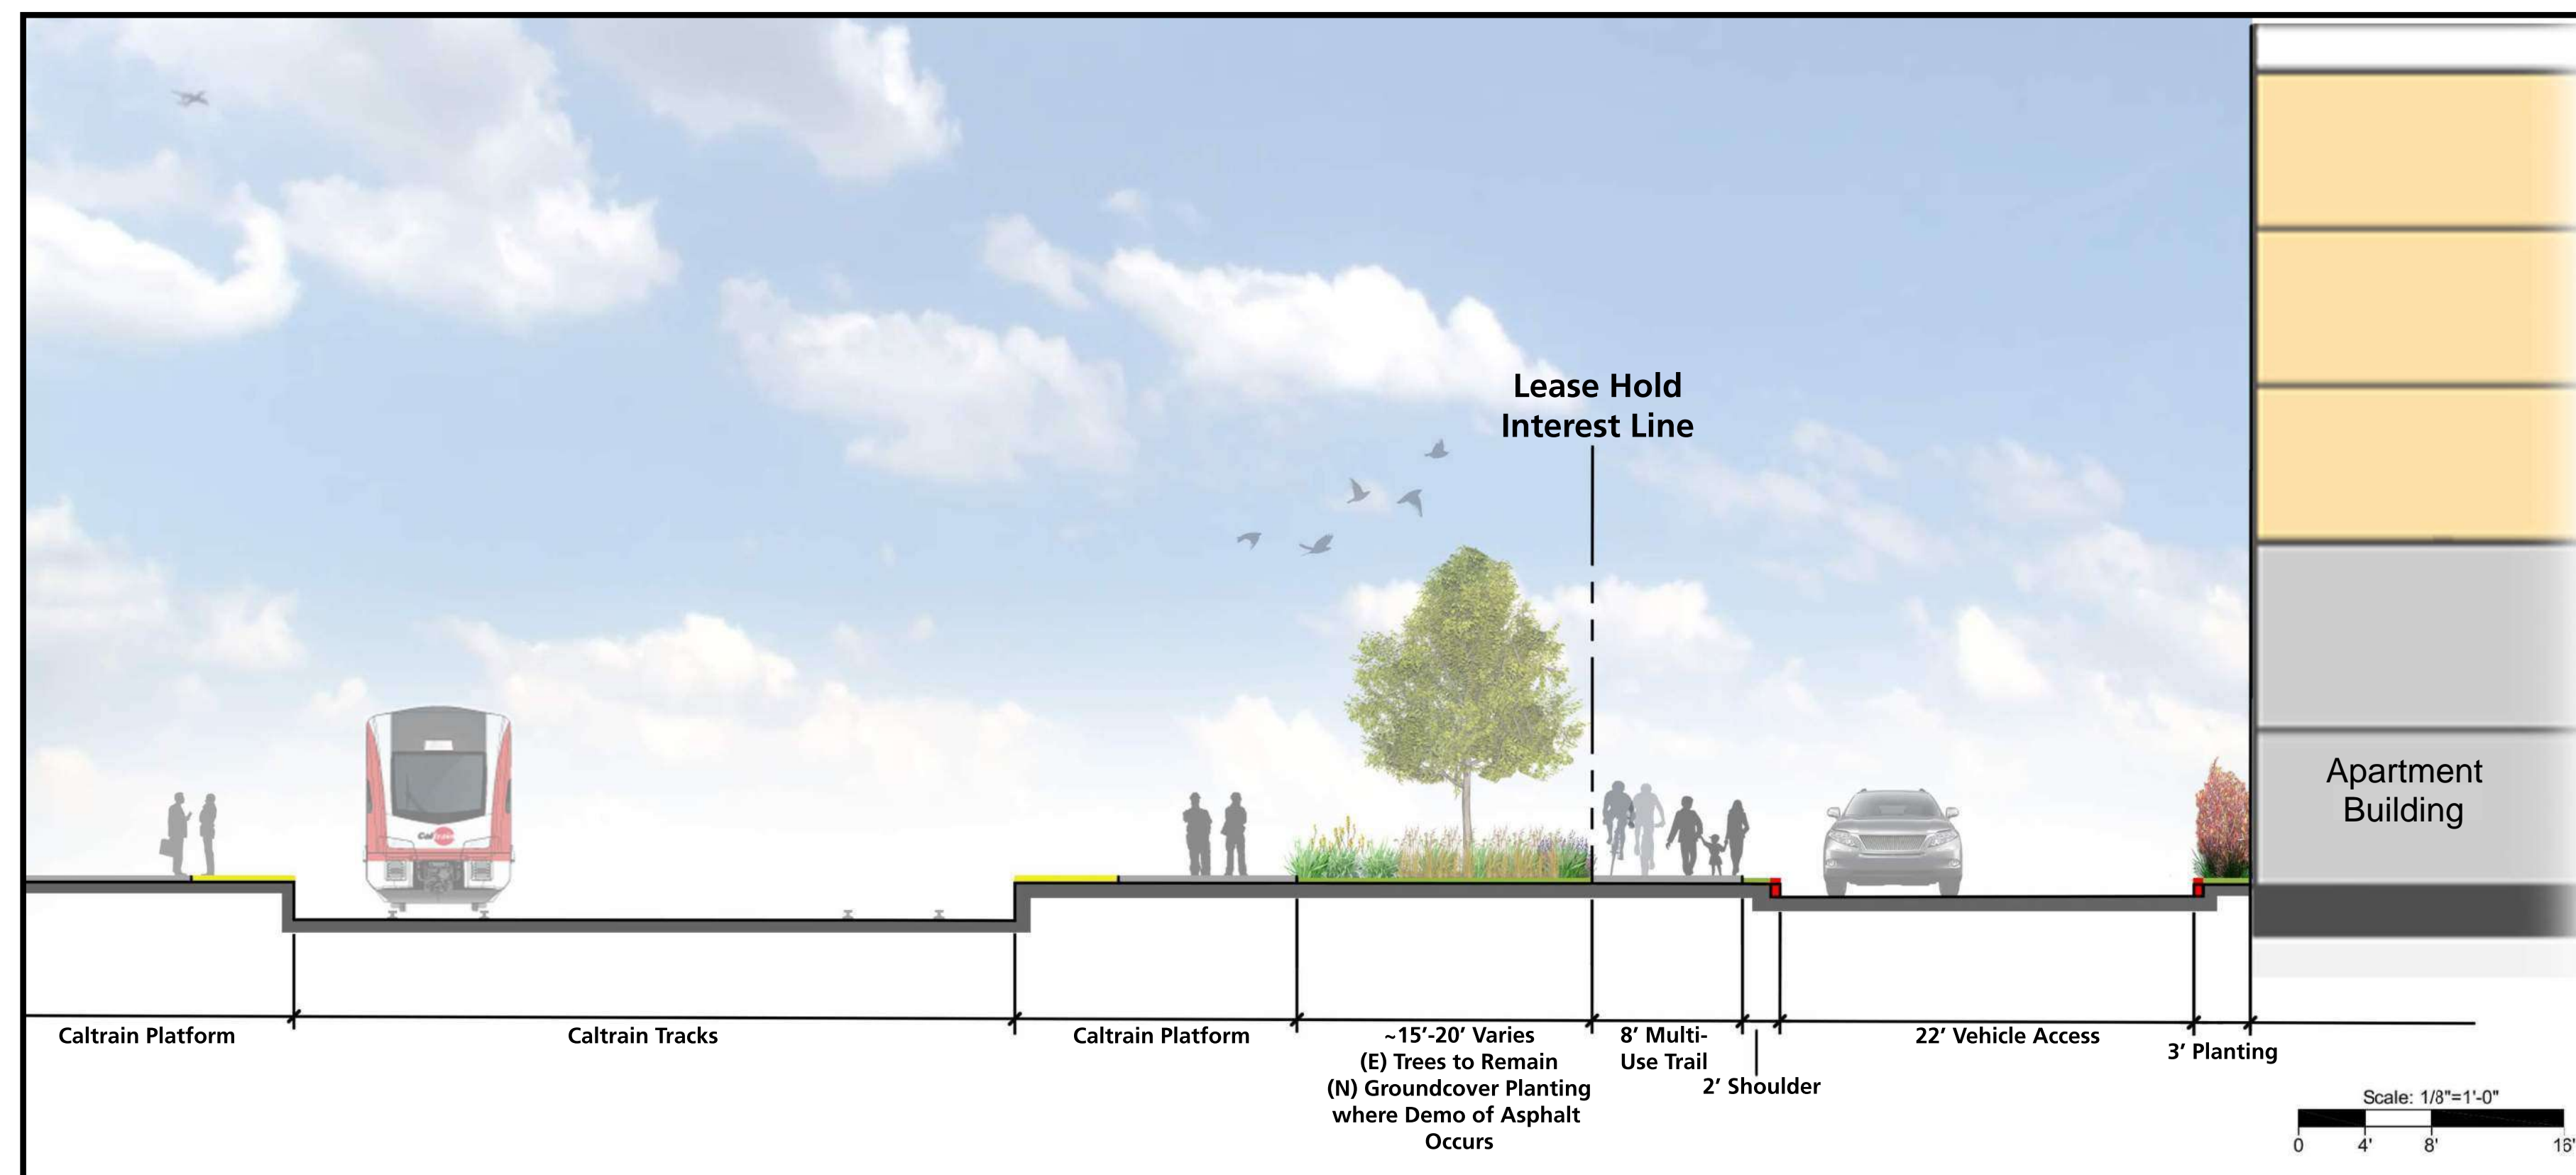 Lease Hold
Interest Line
Apartment
Building
Cal
Caltrain Platform
Caltrain Tracks
Caltrain Platform
~15’-20’ Varies
(E) Trees to Remain
(N) Groundcover Planting
where Demo of Asphalt
Occurs
8’ Multi-
Use Trail
2’ Shoulder
22’ Vehicle Access
3’ Planting
Scale: 1/8"=1'-0"
0 4' 8' 16'